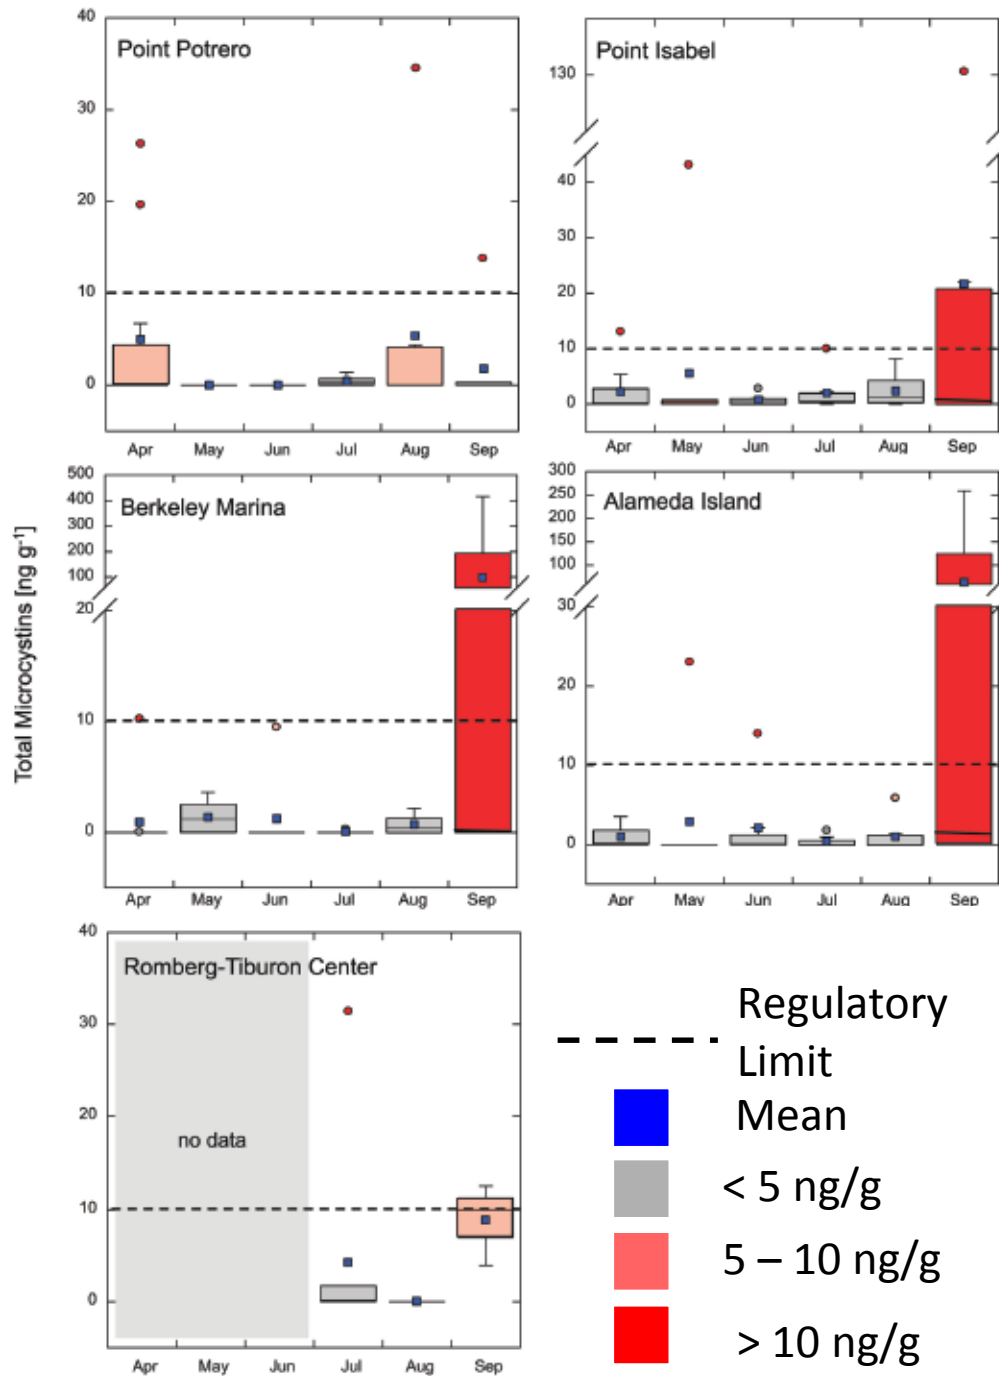 Total Microcystins [ng g⁻¹]
Point Potrero
40
30
20
10
0
Apr May Jun Jul Aug Sep
Point Isabel
130
40
30
20
10
0
Apr May Jun Jul Aug Sep
Berkeley Marina
500
400
300
200
100
20
10
0
Apr May Jun Jul Aug Sep
Alameda Island
300
250
200
150
100
30
20
10
0
Apr May Jun Jul Aug Sep
Romberg-Tiburon Center
40
30
20
10
0
no data
Apr May Jun Jul Aug Sep
Regulatory
Limit
Mean
< 5 ng/g
5 – 10 ng/g
> 10 ng/g